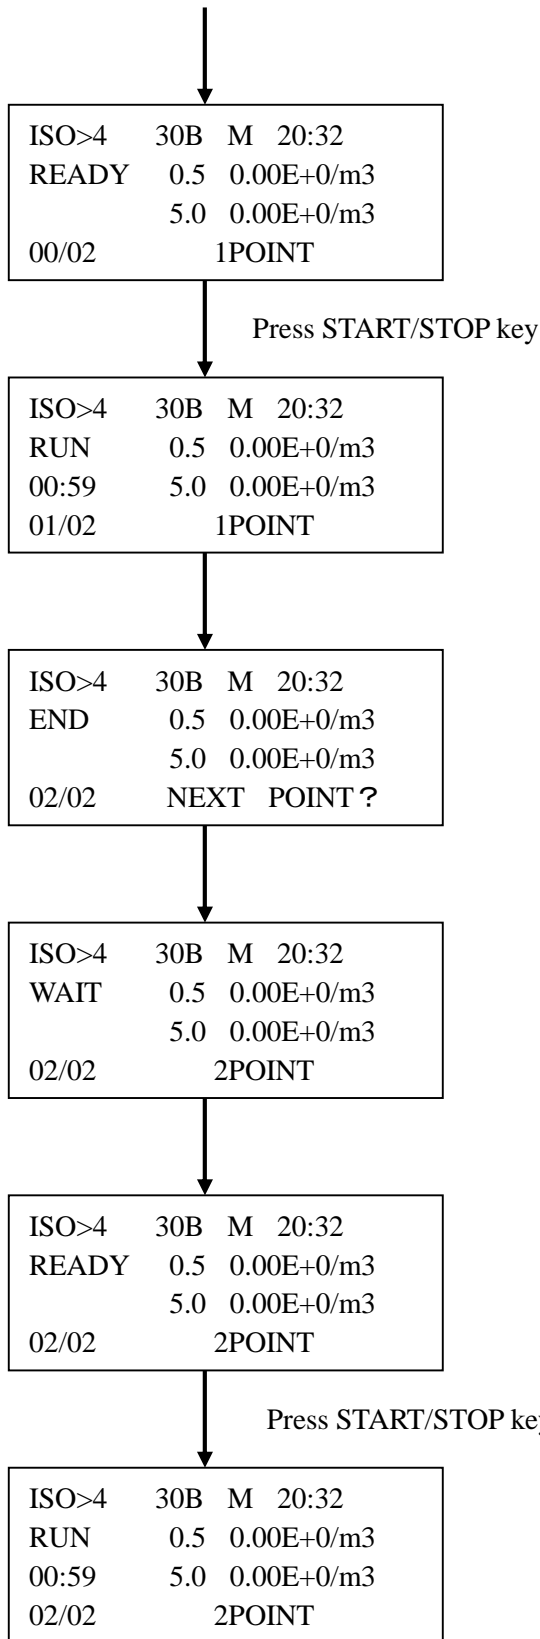 ISO>4 30B M 20:32
READY 0.5 0.00E+0/m3
5.0 0.00E+0/m3
00/02 1POINT
Press START/STOP key
ISO>4 30B M 20:32
RUN 0.5 0.00E+0/m3
00:59 5.0 0.00E+0/m3
01/02 1POINT
ISO>4 30B M 20:32
END 0.5 0.00E+0/m3
5.0 0.00E+0/m3
02/02 NEXT POINT？
ISO>4 30B M 20:32
WAIT 0.5 0.00E+0/m3
5.0 0.00E+0/m3
02/02 2POINT
ISO>4 30B M 20:32
READY 0.5 0.00E+0/m3
5.0 0.00E+0/m3
02/02 2POINT
Press START/STOP key
ISO>4 30B M 20:32
RUN 0.5 0.00E+0/m3
00:59 5.0 0.00E+0/m3
02/02 2POINT